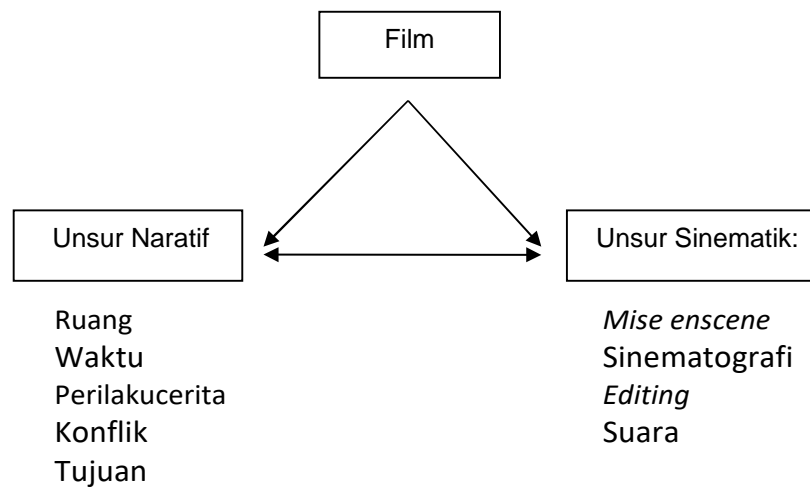 Film
Unsur Naratif
Unsur Sinematik:
Ruang
Waktu
Perilakucerita
Konflik
Tujuan
Mise enscene
Sinematografi
Editing
Suara